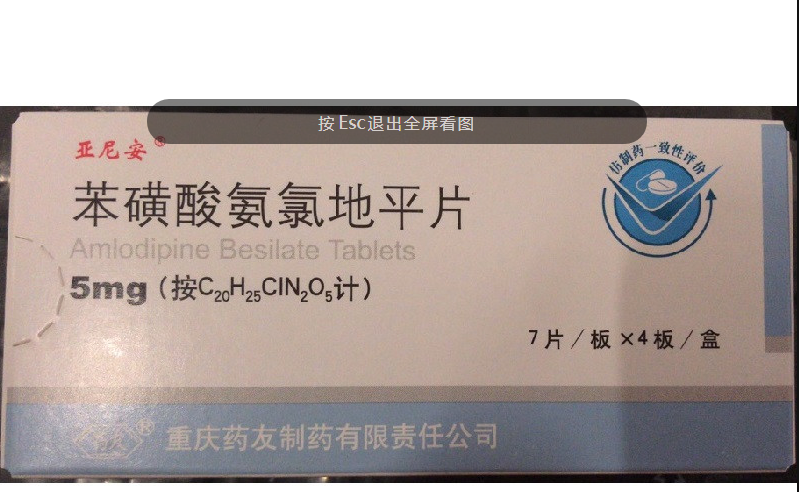 按 Esc退出全屏看图
亚尼安®
仿制药一致性评价
苯磺酸氨氯地平片
Amlodipine Besilate Tablets
5mg（按C₂₀H₂₅ClN₂O₅计）
7片／板×4板／盒
®
重庆药友制药有限责任公司